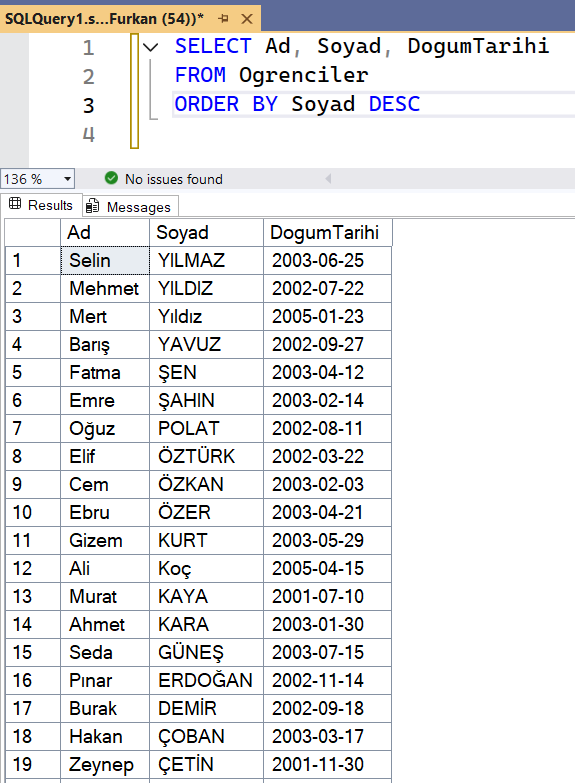 SQLQuery1.s...Furkan (54))*
1 SELECT Ad, Soyad, DogumTarihi
2 FROM Ogrenciler
3 ORDER BY Soyad DESC
4
136 % No issues found
Results Messages
Ad Soyad DogumTarihi
1 Selin YILMAZ 2003-06-25
2 Mehmet YILDIZ 2002-07-22
3 Mert Yıldız 2005-01-23
4 Barış YAVUZ 2002-09-27
5 Fatma ŞEN 2003-04-12
6 Emre ŞAHIN 2003-02-14
7 Oğuz POLAT 2002-08-11
8 Elif ÖZTÜRK 2002-03-22
9 Cem ÖZKAN 2003-02-03
10 Ebru ÖZER 2003-04-21
11 Gizem KURT 2003-05-29
12 Ali Koç 2005-04-15
13 Murat KAYA 2001-07-10
14 Ahmet KARA 2003-01-30
15 Seda GÜNEŞ 2003-07-15
16 Pınar ERDOĞAN 2002-11-14
17 Burak DEMİR 2002-09-18
18 Hakan ÇOBAN 2003-03-17
19 Zeynep ÇETİN 2001-11-30